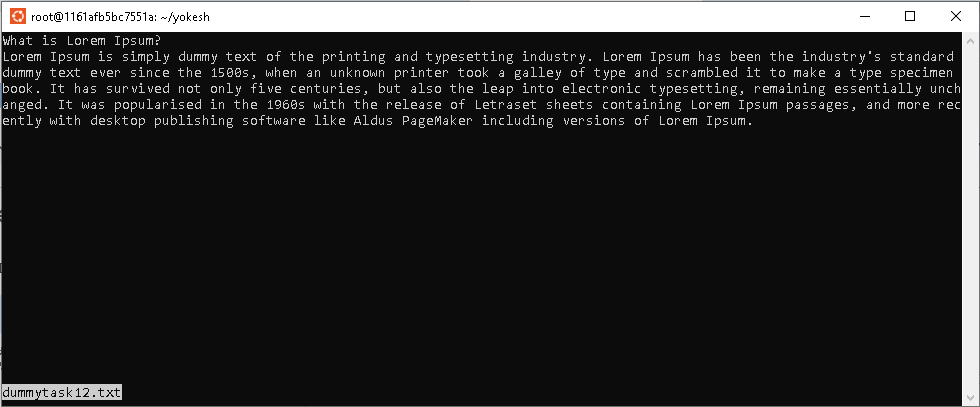 root@1161afb5bc7551a: ~/yokesh
What is Lorem Ipsum?
Lorem Ipsum is simply dummy text of the printing and typesetting industry. Lorem Ipsum has been the industry's standard
dummy text ever since the 1500s, when an unknown printer took a galley of type and scrambled it to make a type specimen
book. It has survived not only five centuries, but also the leap into electronic typesetting, remaining essentially unch
anged. It was popularised in the 1960s with the release of Letraset sheets containing Lorem Ipsum passages, and more rec
ently with desktop publishing software like Aldus PageMaker including versions of Lorem Ipsum.
dummytask12.txt